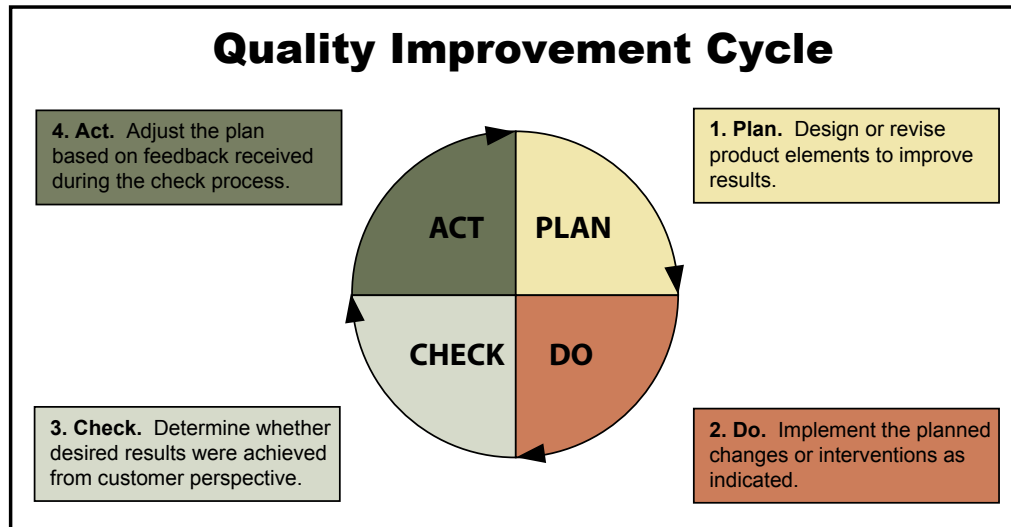 Quality Improvement Cycle
4. Act. Adjust the plan
based on feedback received
during the check process.
1. Plan. Design or revise
product elements to improve
results.
ACT
PLAN
CHECK
DO
3. Check. Determine whether
desired results were achieved
from customer perspective.
2. Do. Implement the planned
changes or interventions as
indicated.